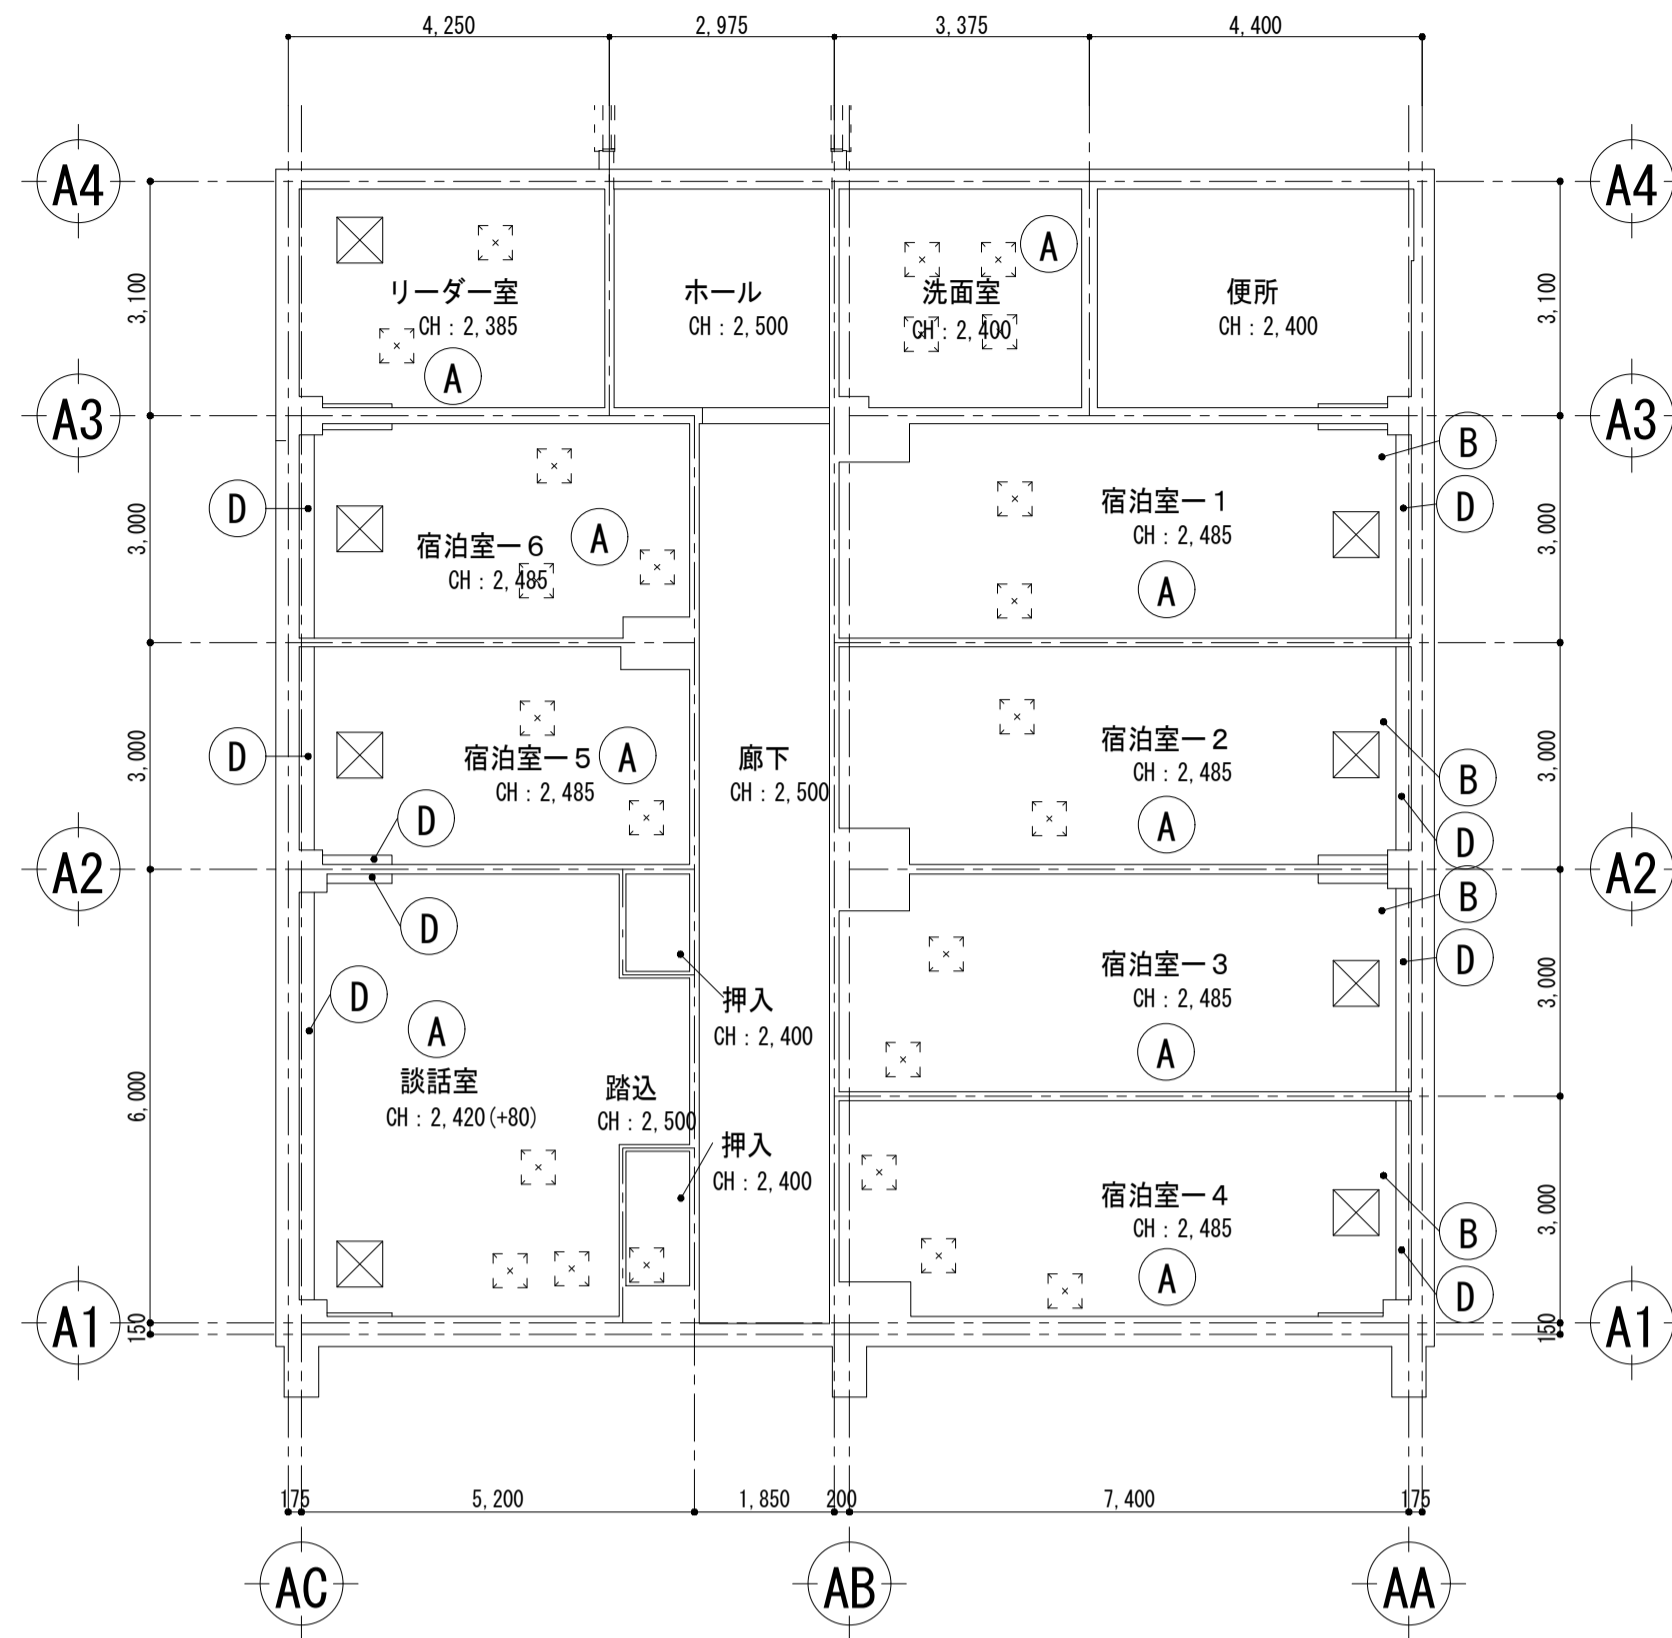 4,250
2,975
3,375
4,400
A4
A4
3,100
3,100
リーダー室
CH：2,385
A
ホール
CH：2,500
A
洗面室
CH：2,400
便所
CH：2,400
A3
A3
B
D
D
3,000
3,000
宿泊室ー6
CH：2,485
A
宿泊室ー1
CH：2,485
A
D
3,000
3,000
宿泊室ー5
CH：2,485
A
廊下
CH：2,500
宿泊室ー2
CH：2,485
A
B
D
D
A2
A2
D
B
D
宿泊室ー3
CH：2,485
A
3,000
D
A
談話室
CH：2,420(+80)
押入
CH：2,400
踏込
CH：2,500
押入
CH：2,400
6,000
宿泊室ー4
CH：2,485
A
3,000
B
D
A1
A1
150
150
175
5,200
1,850
200
7,400
175
AC
AB
AA